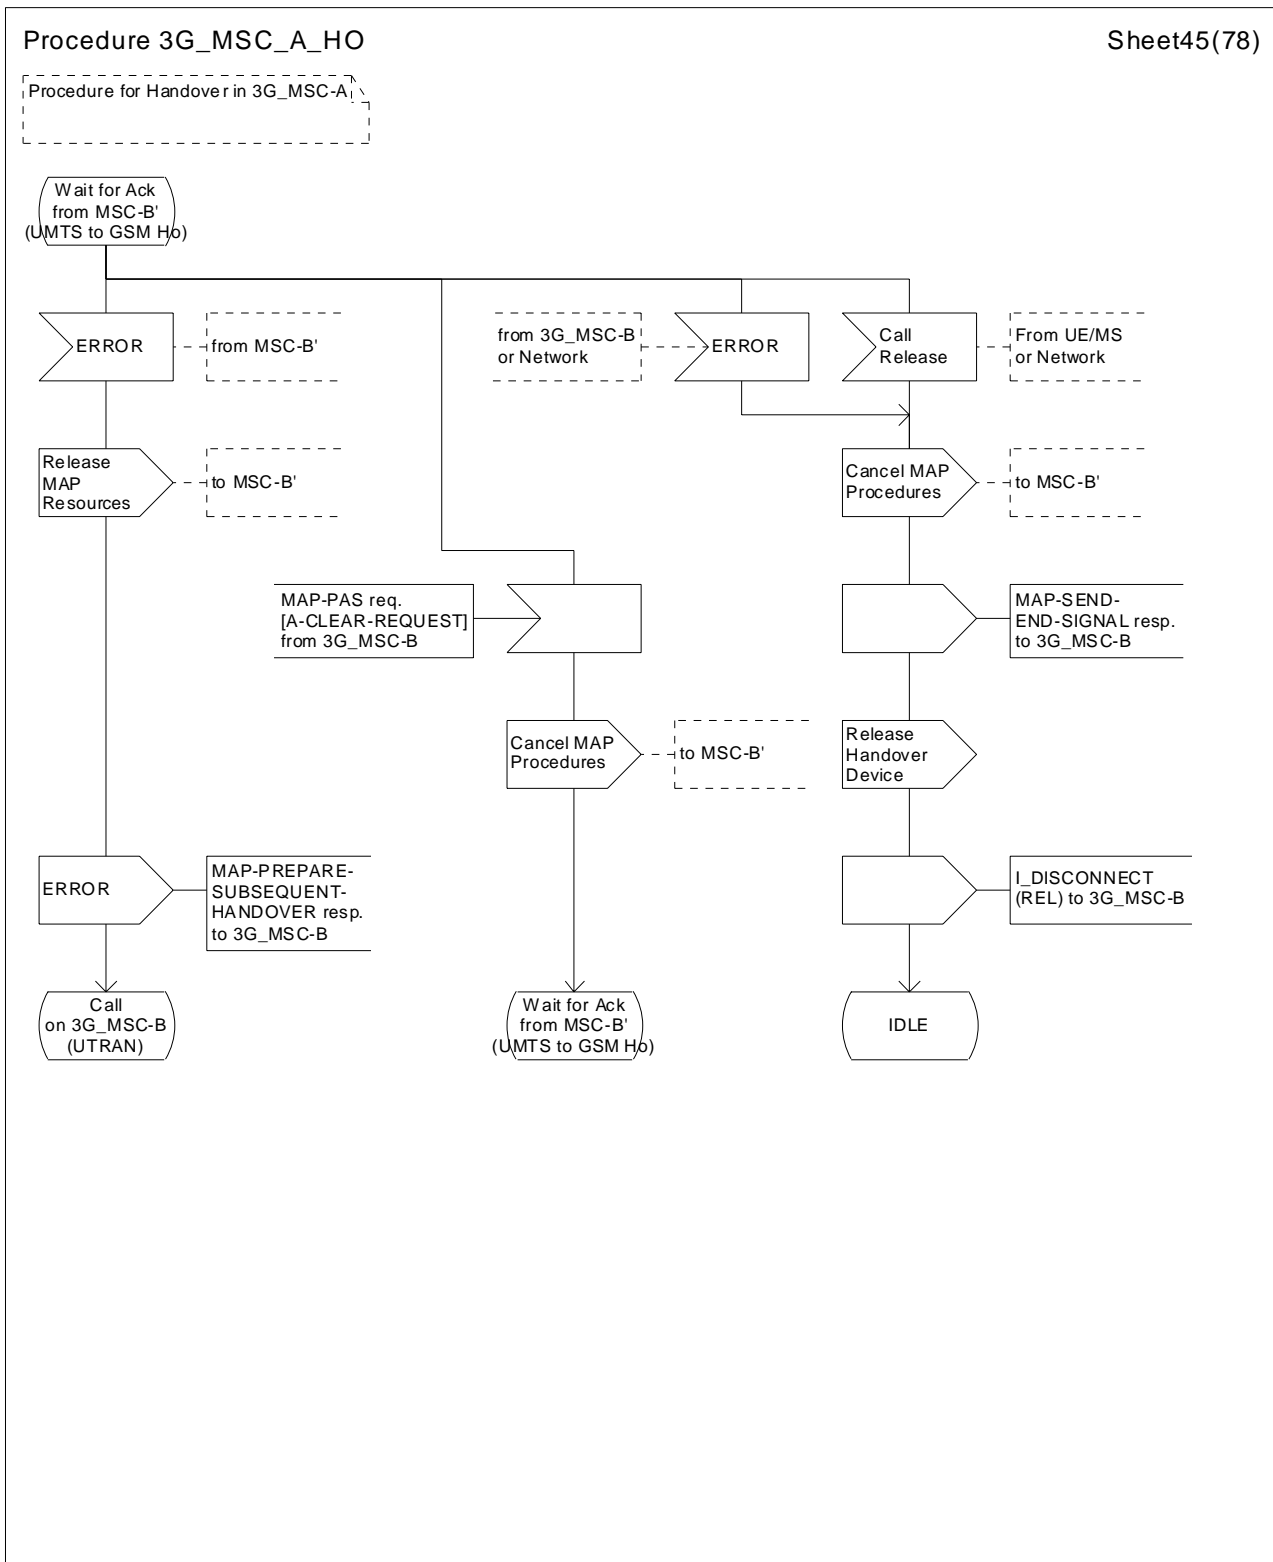 Procedure 3G_MSC_A_HO
Sheet45(78)
Procedure for Handover in 3G_MSC-A
Wait for Ack
from MSC-B'
(UMTS to GSM Ho)
ERROR
from MSC-B'
from 3G_MSC-B
or Network
ERROR
Call
Release
From UE/MS
or Network
Release
MAP
Resources
to MSC-B'
Cancel MAP
Procedures
to MSC-B'
MAP-PAS req.
[A-CLEAR-REQUEST]
from 3G_MSC-B
MAP-SEND-
END-SIGNAL resp.
to 3G_MSC-B
Cancel MAP
Procedures
to MSC-B'
Release
Handover
Device
ERROR
MAP-PREPARE-
SUBSEQUENT-
HANDOVER resp.
to 3G_MSC-B
I_DISCONNECT
(REL) to 3G_MSC-B
Call
on 3G_MSC-B
(UTRAN)
Wait for Ack
from MSC-B'
(UMTS to GSM Ho)
IDLE